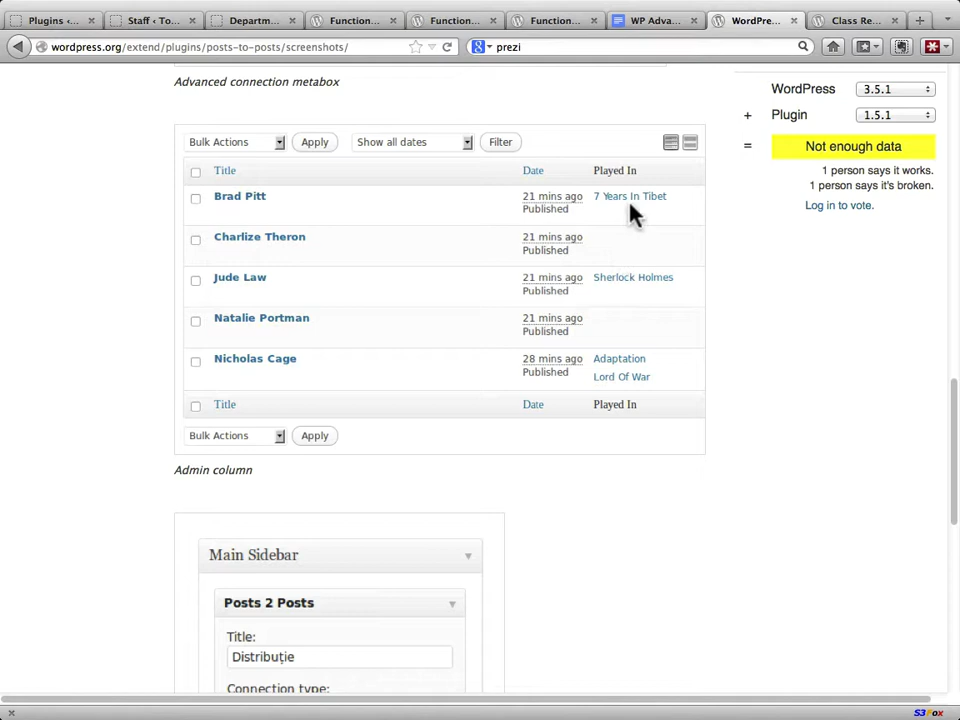 Plugins ‹...
Staff ‹ To...
Departm...
Function...
Function...
Function...
WP Adva...
WordPre...
Class Re...
wordpress.org/extend/plugins/posts-to-posts/screenshots/
prezi
Advanced connection metabox
WordPress 3.5.1
+ Plugin 1.5.1
= Not enough data
1 person says it works.
1 person says it's broken.
Log in to vote.
Bulk Actions Apply Show all dates Filter
Title Date Played In
Brad Pitt 21 mins ago 7 Years In Tibet
Published
Charlize Theron 21 mins ago
Published
Jude Law 21 mins ago Sherlock Holmes
Published
Natalie Portman 21 mins ago
Published
Nicholas Cage 28 mins ago Adaptation
Published Lord Of War
Title Date Played In
Bulk Actions Apply
Admin column
Main Sidebar
Posts 2 Posts
Title:
Distribuție
Connection type:
S3Fox